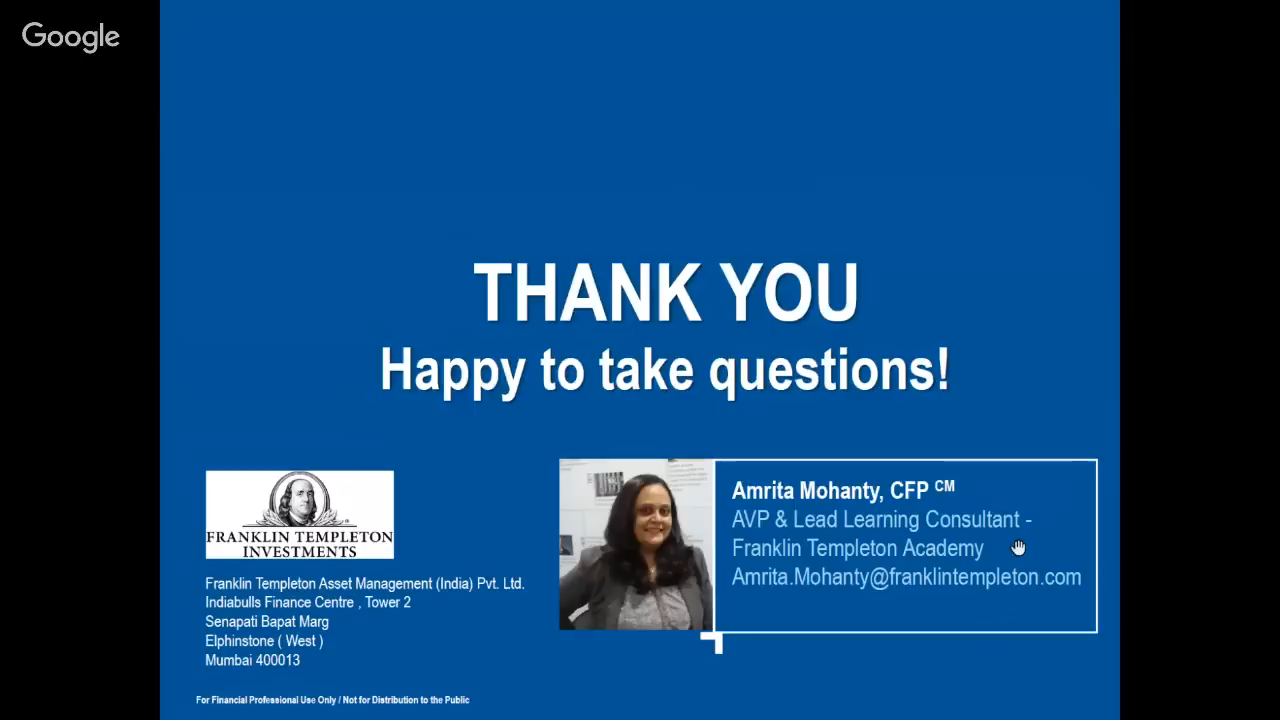 Google
THANK YOU
Happy to take questions!
FRANKLIN TEMPLETON
INVESTMENTS
Franklin Templeton Asset Management (India) Pvt. Ltd.
Indiabulls Finance Centre , Tower 2
Senapati Bapat Marg
Elphinstone ( West )
Mumbai 400013
Amrita Mohanty, CFP CM
AVP & Lead Learning Consultant -
Franklin Templeton Academy
Amrita.Mohanty@franklintempleton.com
For Financial Professional Use Only / Not for Distribution to the Public